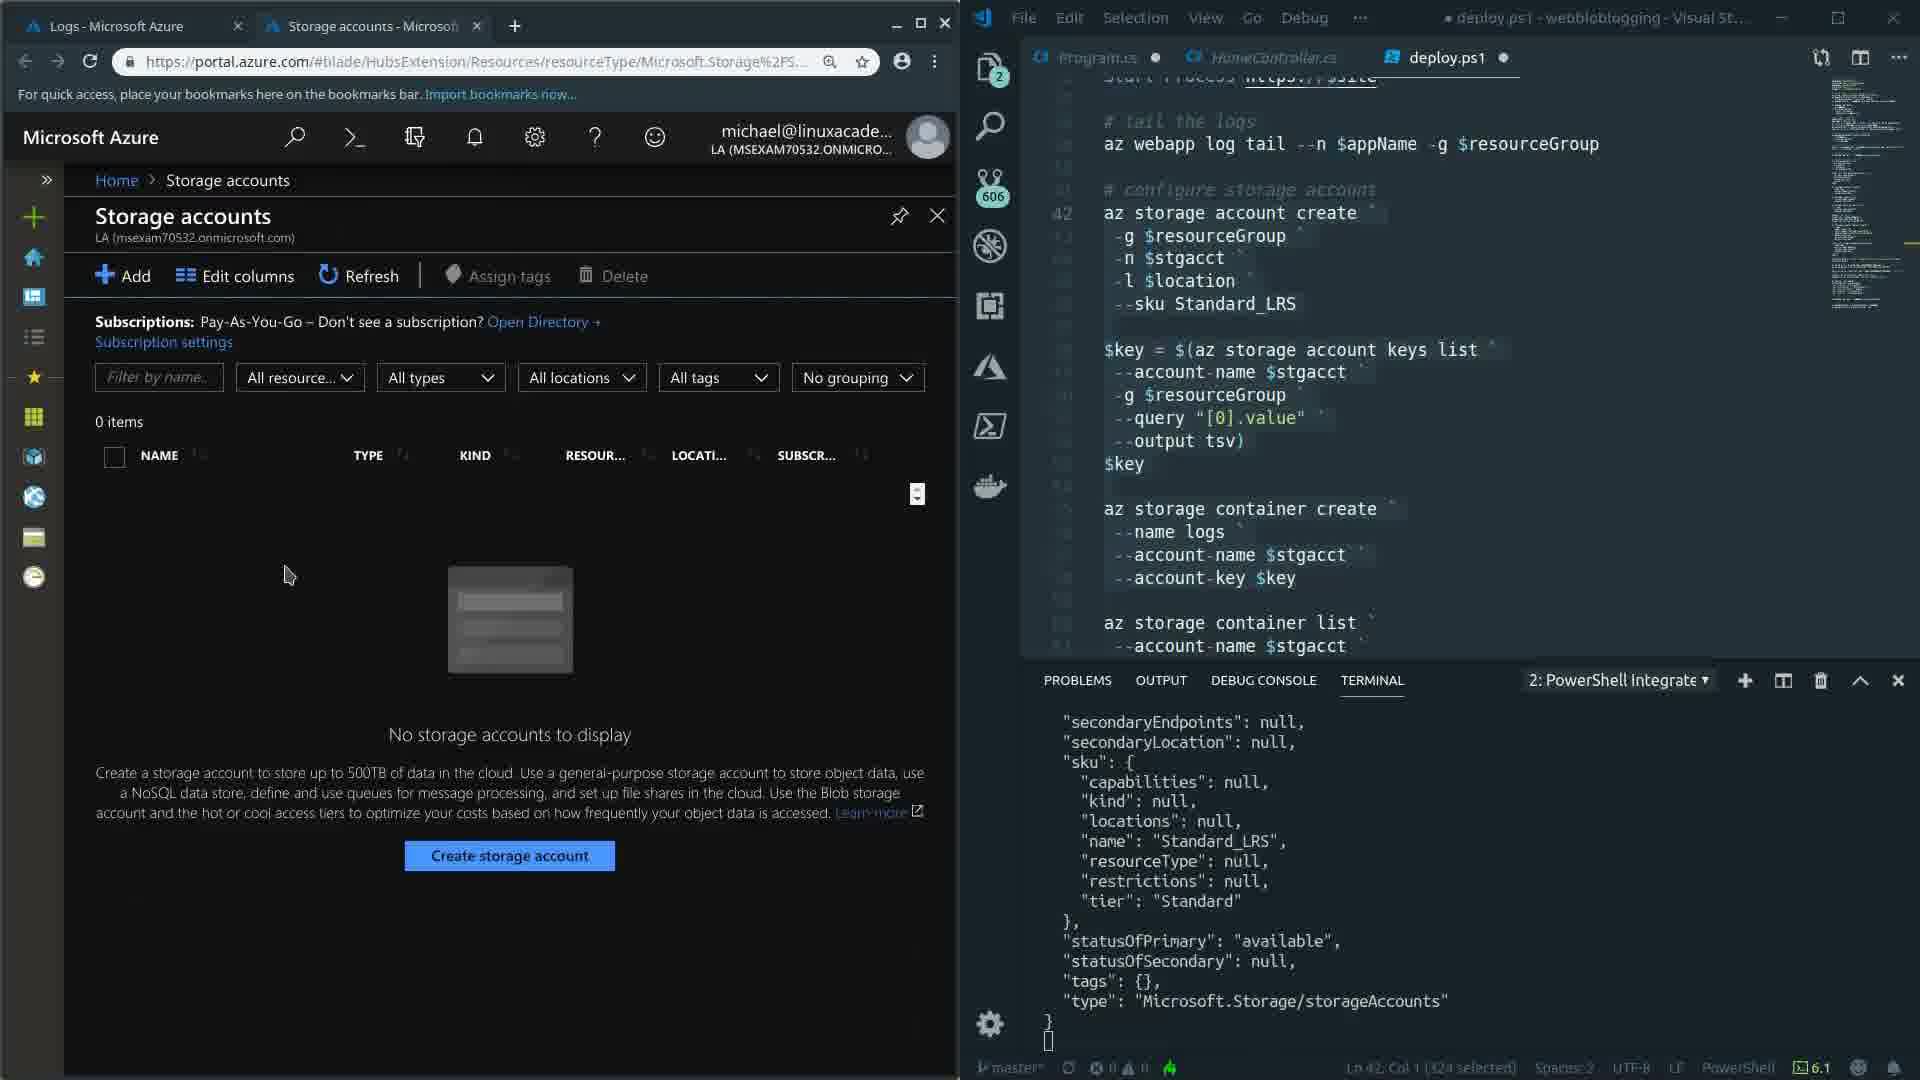 Logs - Microsoft Azure
Storage accounts - Microsoft
https://portal.azure.com/#blade/HubsExtension/Resources/resourceType/Microsoft.Storage%2FS...
For quick access, place your bookmarks here on the bookmarks bar. Import bookmarks now...
Microsoft Azure
michael@linuxacade...
LA (MSEXAM70532.ONMICRO...
Home > Storage accounts
Storage accounts
LA (msexam70532.onmicrosoft.com)
Add
Edit columns
Refresh
Assign tags
Delete
Subscriptions: Pay-As-You-Go – Don't see a subscription? Open Directory →
Subscription settings
Filter by name...
All resource...
All types
All locations
All tags
No grouping
0 items
NAME
TYPE
KIND
RESOUR...
LOCATI...
SUBSCR...
No storage accounts to display
Create a storage account to store up to 500TB of data in the cloud. Use a general-purpose storage account to store object data, use
a NoSQL data store, define and use queues for message processing, and set up file shares in the cloud. Use the Blob storage
account and the hot or cool access tiers to optimize your costs based on how frequently your object data is accessed. Learn more
Create storage account
File Edit Selection View Go Debug ...
● deploy.ps1 - webbloblogging - Visual St...
Program.cs
HomeController.cs
deploy.ps1
2
606
# tail the logs
az webapp log tail --n $appName -g $resourceGroup
# configure storage account
42
az storage account create `
-g $resourceGroup `
-n $stgacct `
-l $location `
--sku Standard_LRS
$key = $(az storage account keys list `
--account-name $stgacct `
-g $resourceGroup `
--query "[0].value" `
--output tsv)
$key
az storage container create `
--name logs `
--account-name $stgacct `
--account-key $key
az storage container list `
--account-name $stgacct `
PROBLEMS
OUTPUT
DEBUG CONSOLE
TERMINAL
2: PowerShell Integrate
"secondaryEndpoints": null,
"secondaryLocation": null,
"sku": {
"capabilities": null,
"kind": null,
"locations": null,
"name": "Standard_LRS",
"resourceType": null,
"restrictions": null,
"tier": "Standard"
},
"statusOfPrimary": "available",
"statusOfSecondary": null,
"tags": {},
"type": "Microsoft.Storage/storageAccounts"
}
master*
0
0
Ln 42, Col 1 (324 selected)
Spaces: 2
UTF-8
LF
PowerShell
6.1